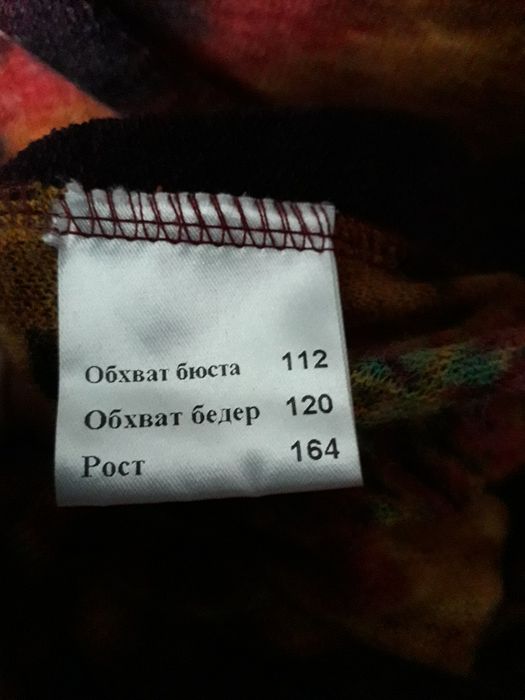 Обхват бюста 112
Обхват бедер 120
Рост 164